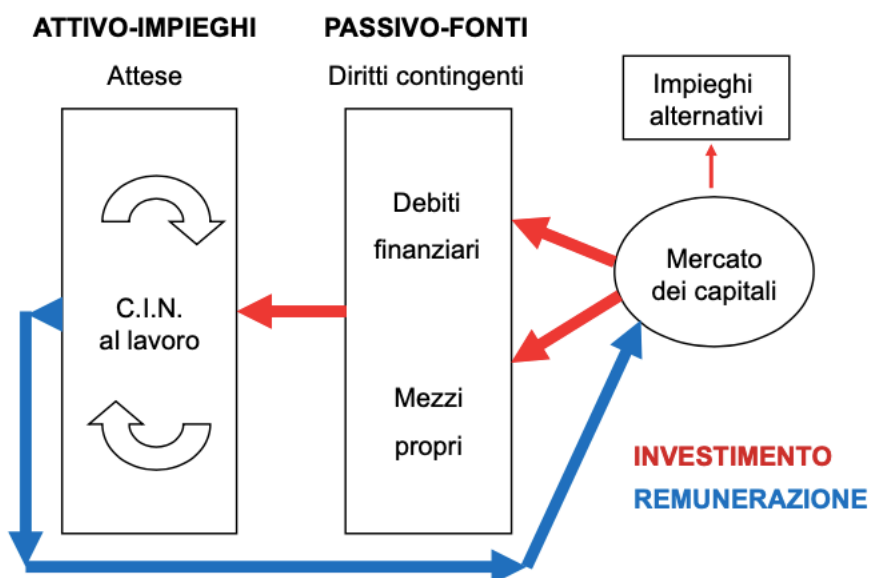 ATTIVO-IMPIEGHI
Attese
C.I.N.
al lavoro
PASSIVO-FONTI
Diritti contingenti
Debiti
finanziari
Mezzi
propri
Impieghi
alternativi
Mercato
dei capitali
INVESTIMENTO
REMUNERAZIONE